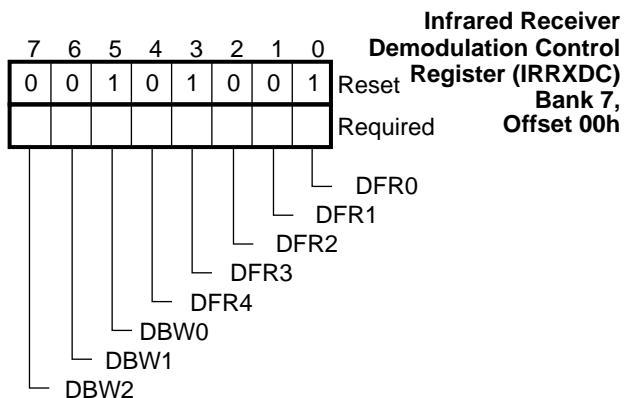 Infrared Receiver
Demodulation Control
Register (IRRXDC)
Bank 7,
Offset 00h
7 6 5 4 3 2 1 0
0 0 1 0 1 0 0 1 Reset
Required
DFR0
DFR1
DFR2
DFR3
DFR4
DBW0
DBW1
DBW2